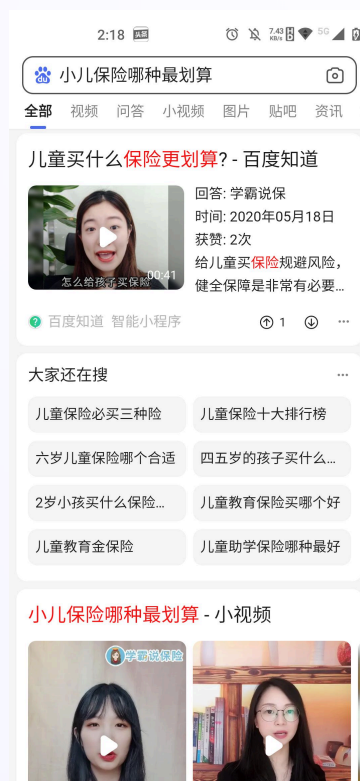 2:18 头条
7.43 KB/s 5G
小儿保险哪种最划算
全部 视频 问答 小视频 图片 贴吧 资讯
儿童买什么保险更划算? - 百度知道
回答: 学霸说保
时间: 2020年05月18日
获赞: 2次
给儿童买保险规避风险，
健全保障是非常有必要...
怎么给孩子买保险
00:41
百度知道 智能小程序
1
大家还在搜
儿童保险必买三种险
儿童保险十大排行榜
六岁儿童保险哪个合适
四五岁的孩子买什么...
2岁小孩买什么保险...
儿童教育保险买哪个好
儿童教育金保险
儿童助学保险哪种最好
小儿保险哪种最划算 - 小视频
学霸说保险